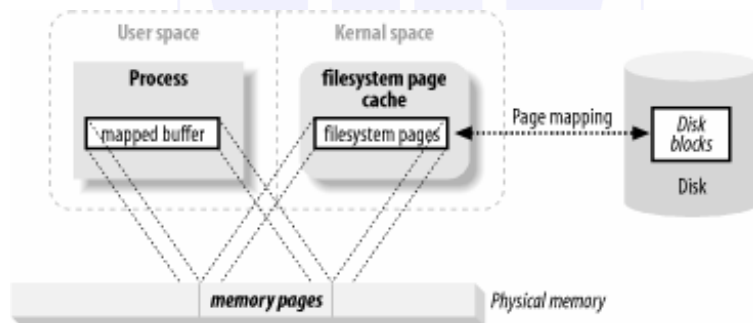 User space
Kernal space
Process
filesystem page
cache
mapped buffer
filesystem pages
Page mapping
Disk
blocks
Disk
memory pages
Physical memory